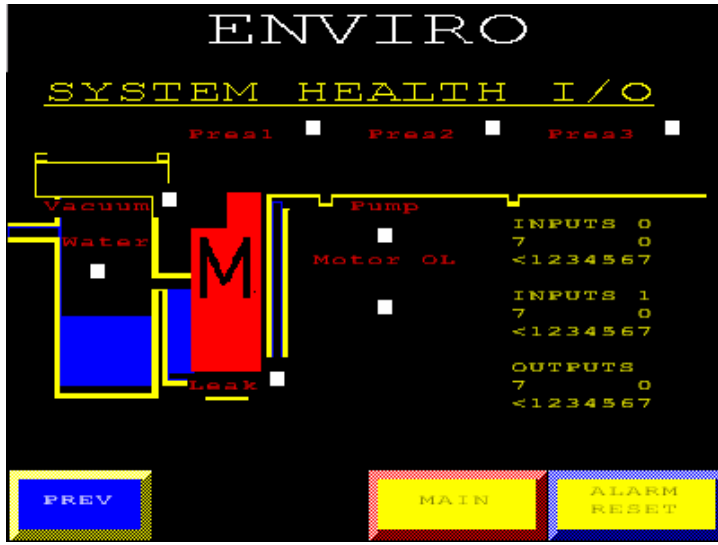 ENVIRO
SYSTEM HEALTH I/O
Pres1 Pres2 Pres3
Vacuum
Pump
Water
M
Motor OL
INPUTS 0
7 0
<1234567
INPUTS 1
7 0
<1234567
Leak
OUTPUTS
7 0
<1234567
PREV
MAIN
ALARM
RESET